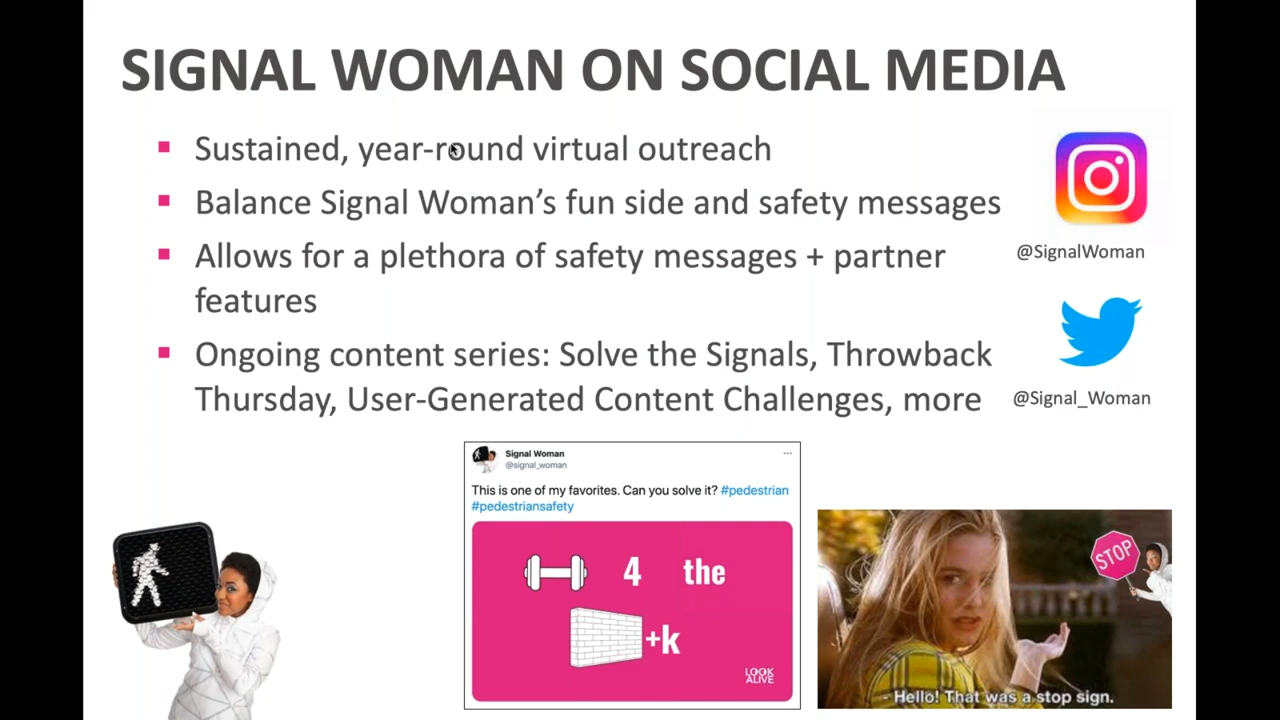 SIGNAL WOMAN ON SOCIAL MEDIA
Sustained, year-round virtual outreach
Balance Signal Woman’s fun side and safety messages
Allows for a plethora of safety messages + partner
features
Ongoing content series: Solve the Signals, Throwback
Thursday, User-Generated Content Challenges, more
@SignalWoman
@Signal_Woman
Signal Woman
@signal_woman
This is one of my favorites. Can you solve it? #pedestrian
#pedestriansafety
4 the
+k
LOOK
ALIVE
STOP
- Hello! That was a stop sign.